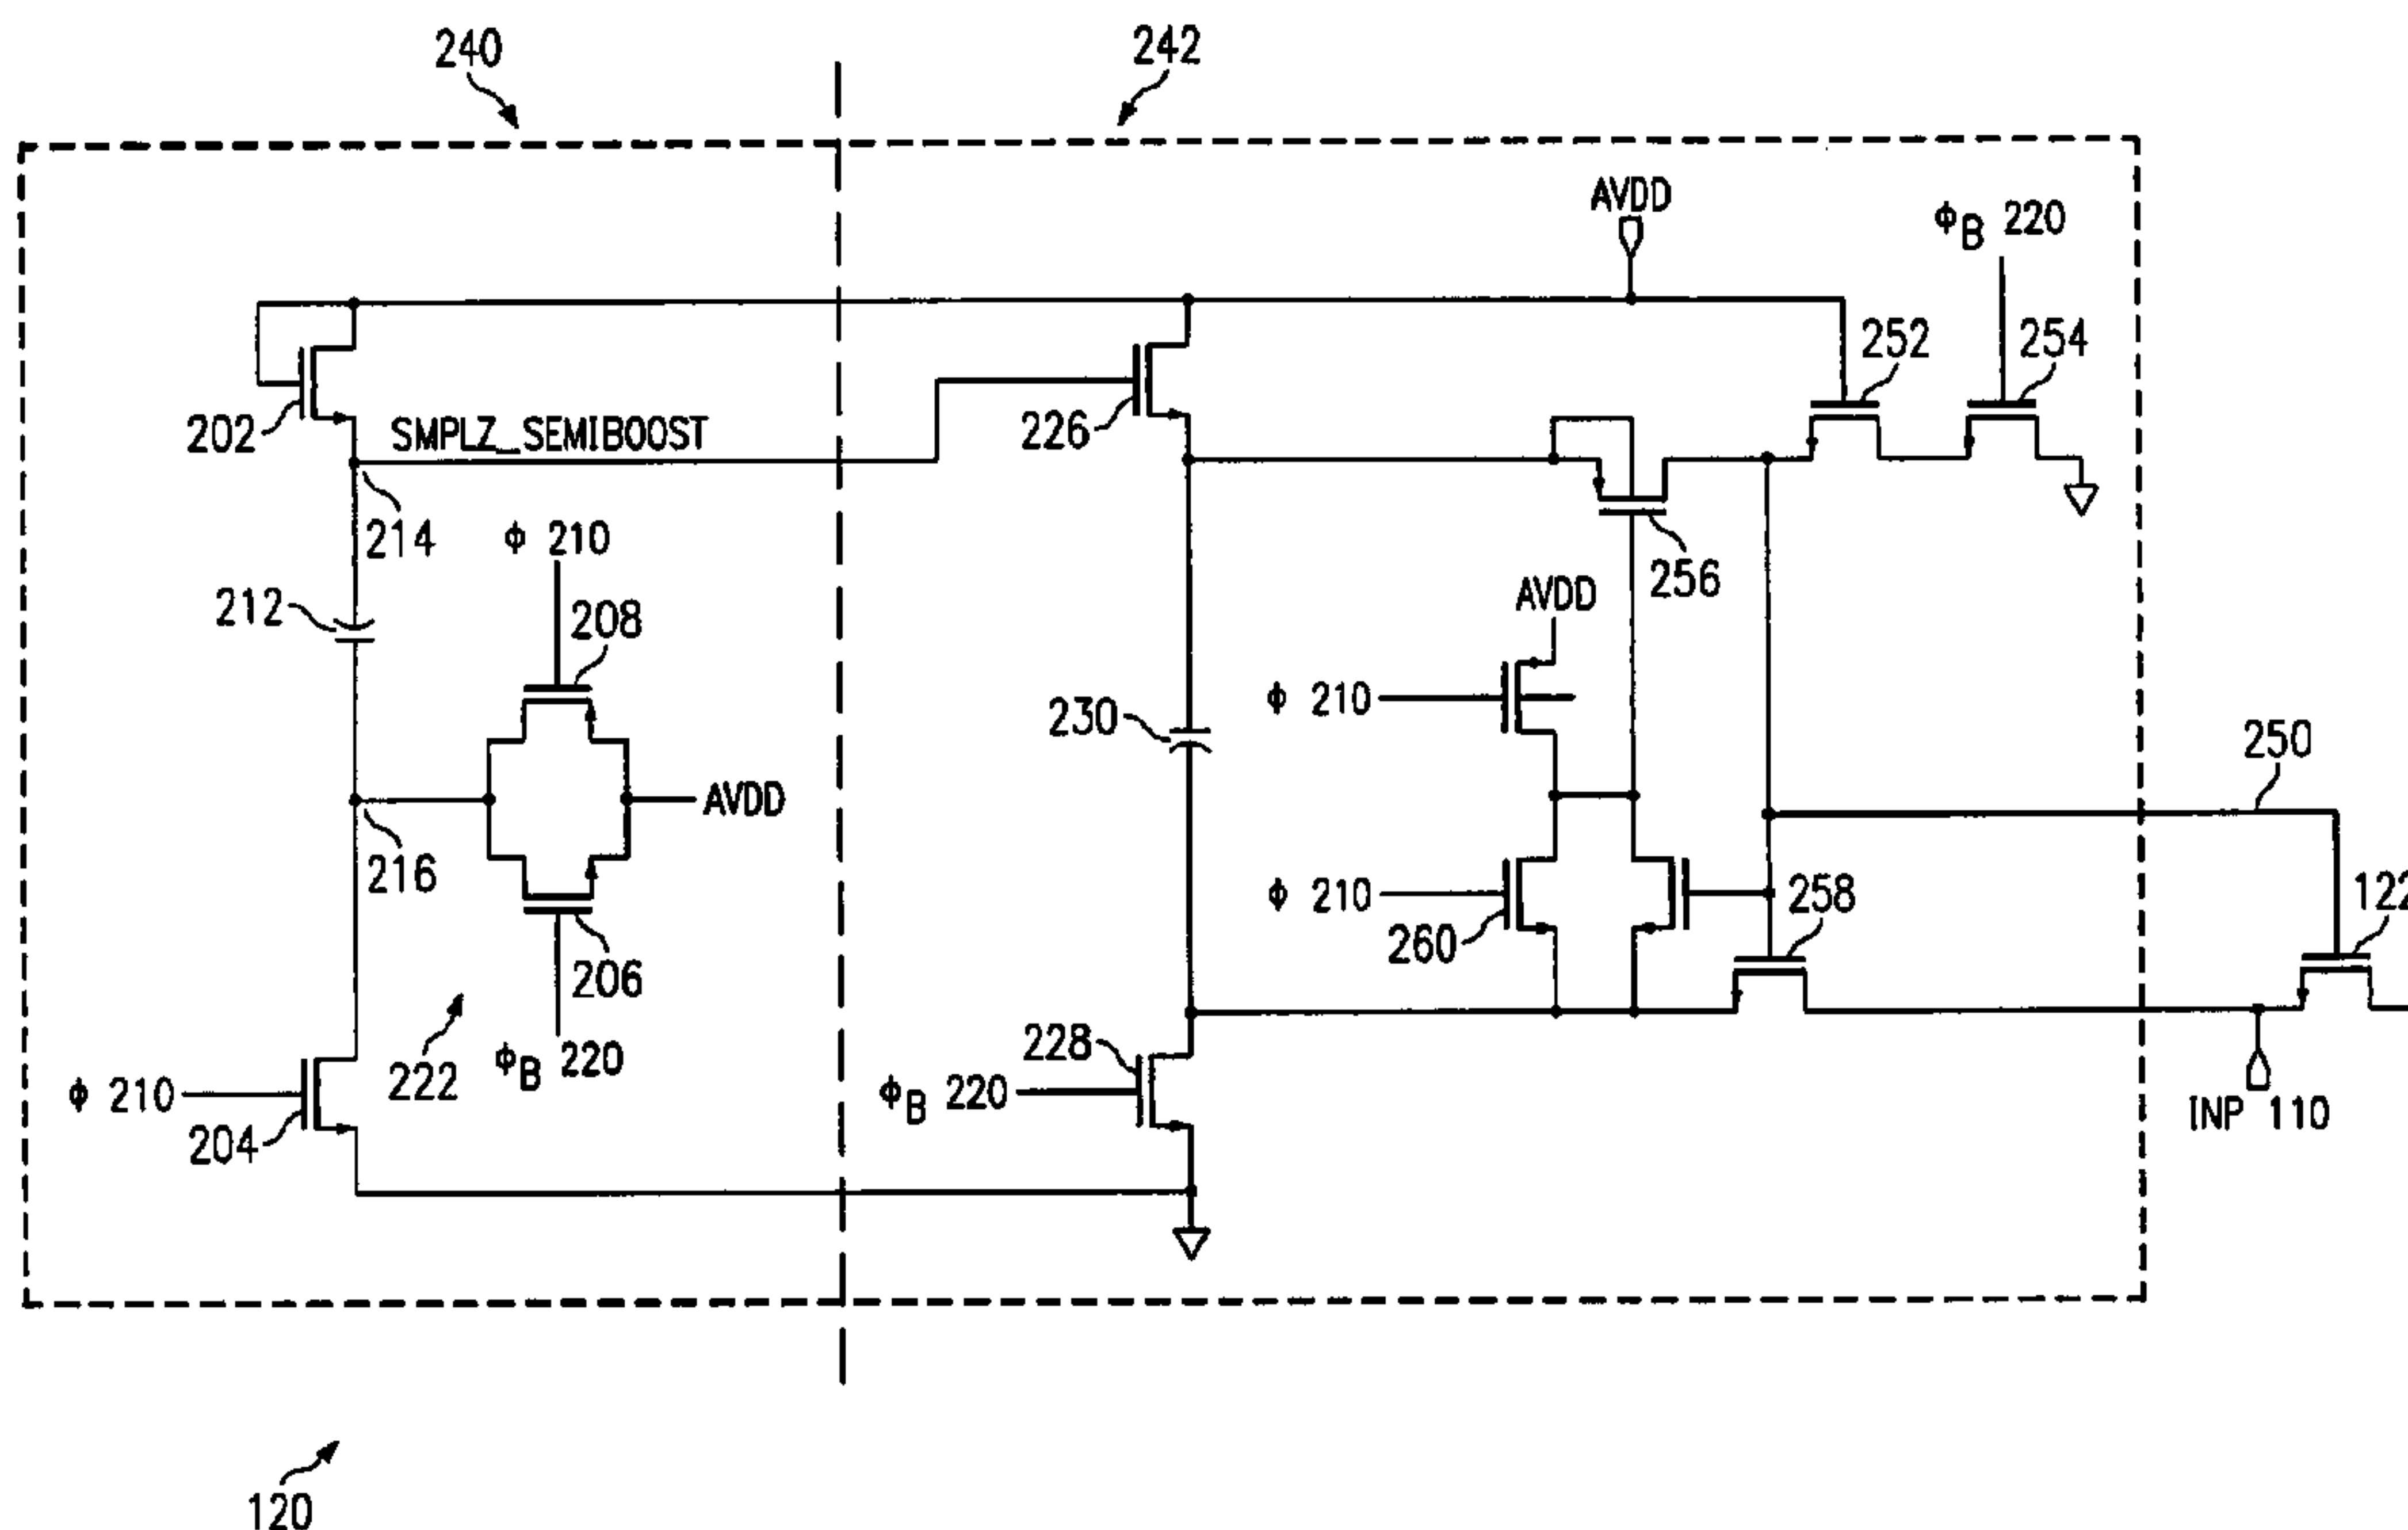 240
242
AVDD
ΦB 220
252
254
202
SMPLZ_SEMIBOOST
226
214
Φ 210
256
212
208
AVDD
Φ 210
230
250
AVDD
216
Φ 210
258
122
260
206
228
222
ΦB 220
Φ 210
ΦB 220
INP 110
204
120